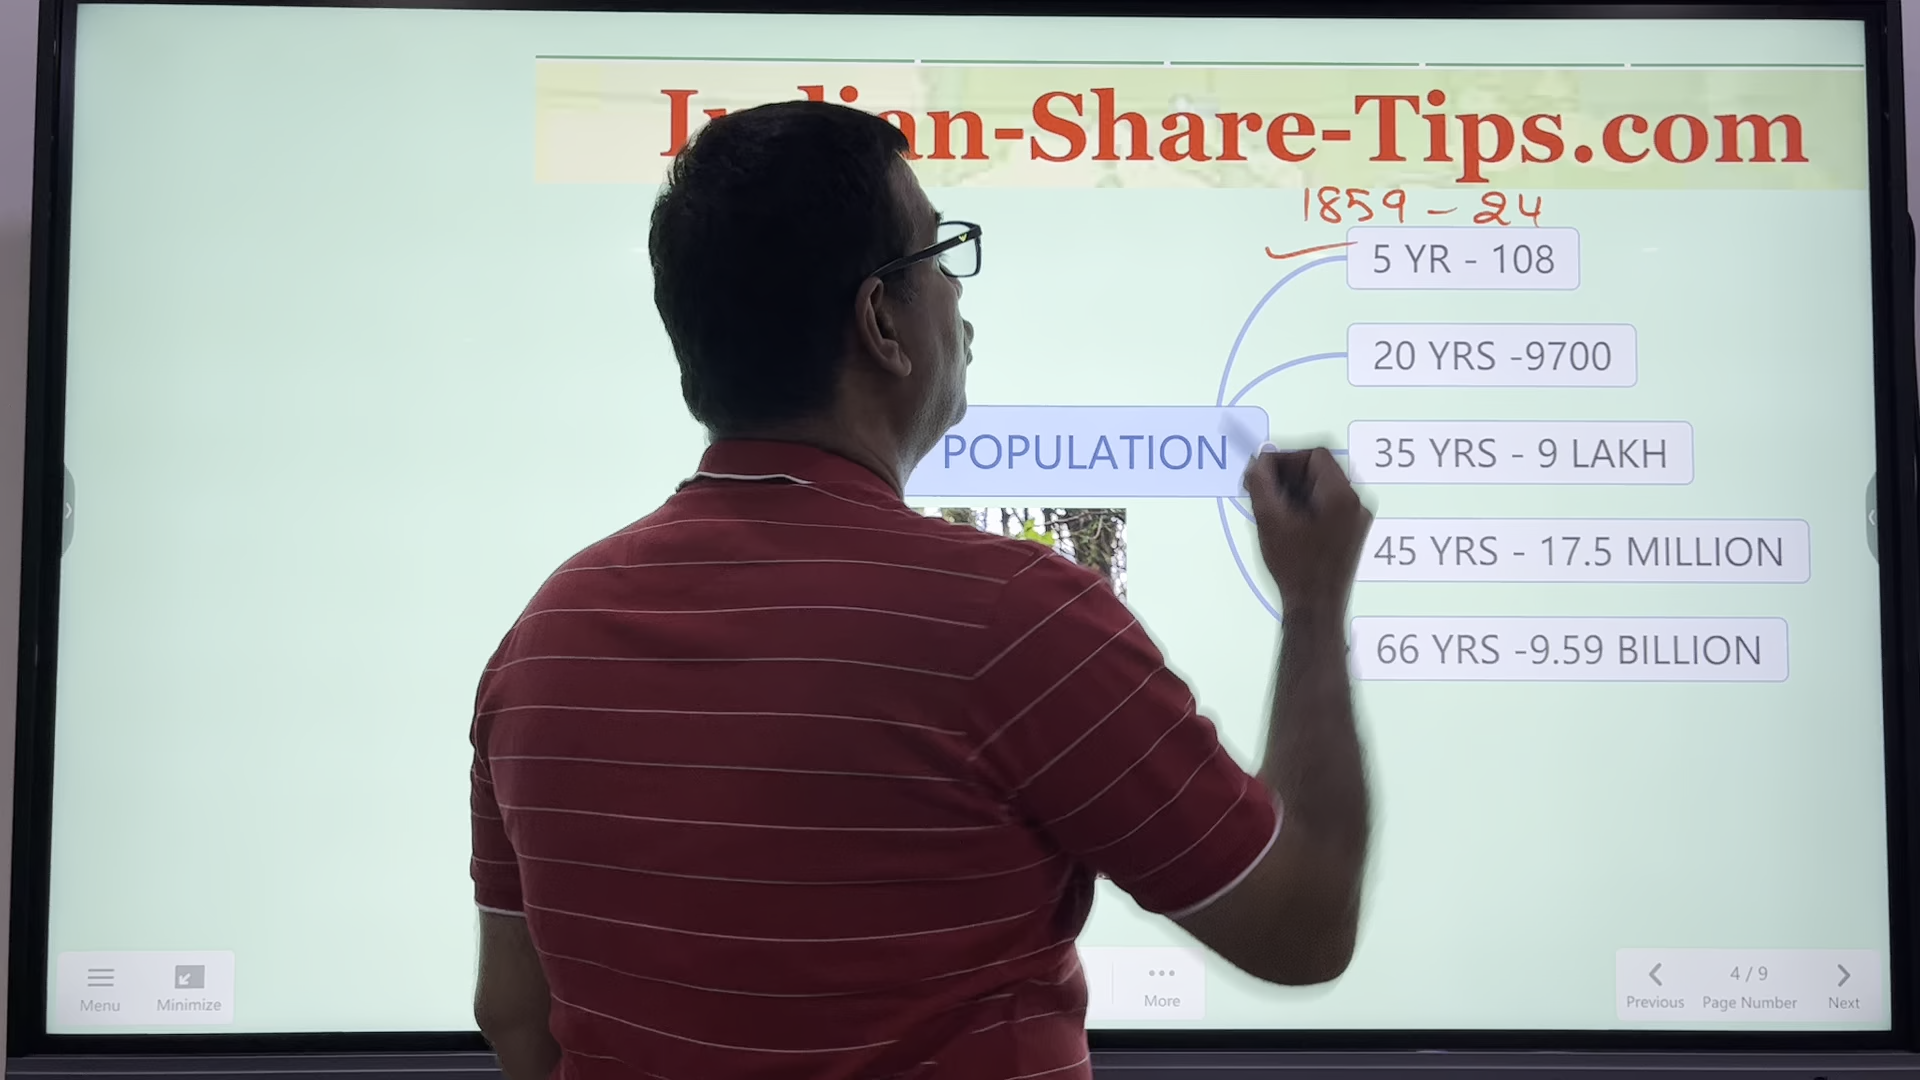 Indian-Share-Tips.com
1859 - 24
5 YR - 108
20 YRS -9700
POPULATION
35 YRS - 9 LAKH
45 YRS - 17.5 MILLION
66 YRS -9.59 BILLION
Menu
Minimize
More
Previous
4 / 9
Page Number
Next